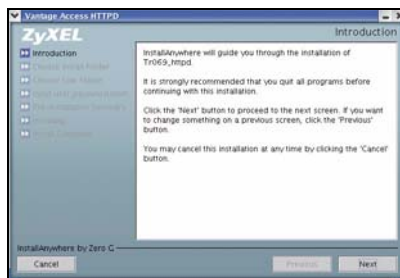 Vantage Access HTTPD
ZyXEL
Introduction
Introduction
Installing
InstallAnywhere will guide you through the installation of
Tr069_httpd.
It is strongly recommended that you quit all programs before
continuing with this installation.
Click the 'Next' button to proceed to the next screen. If you want
to change something on a previous screen, click the 'Previous'
button.
You may cancel this installation at any time by clicking the 'Cancel'
button.
InstallAnywhere by Zero G
Cancel
Previous
Next